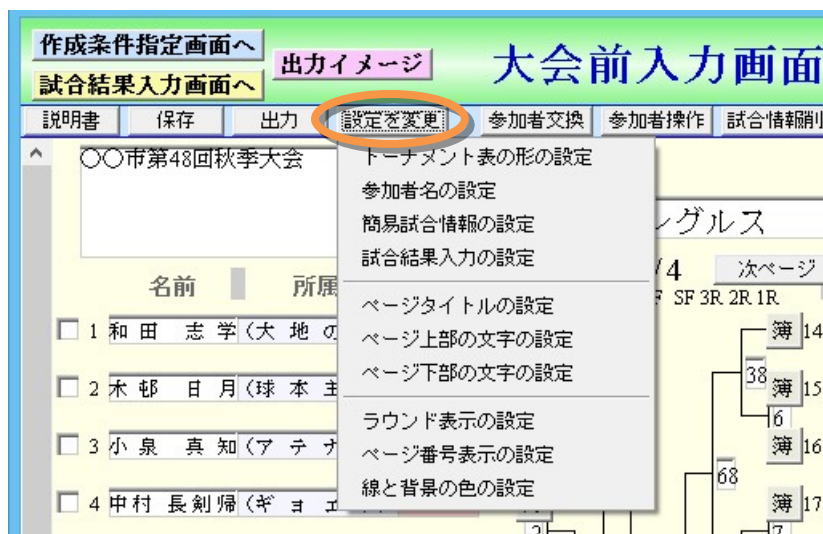 作成条件指定画面へ
出力イメージ
大会前入力画面
試合結果入力画面へ
説明書 保存 出力 設定を変更 参加者交換 参加者操作 試合情報削
〇〇市第48回秋季大会
トーナメント表の形の設定
参加者名の設定
簡易試合情報の設定
試合結果入力の設定
ページタイトルの設定
ページ上部の文字の設定
ページ下部の文字の設定
ラウンド表示の設定
ページ番号表示の設定
線と背景の色の設定
ングルス
/4 次ページ
SF 3R 2R 1R
名前 所属
1 和田 志学 (大地の
2 木邨 日月 (球本主
3 小泉 真知 (アテナ
4 中村 長剣帰 (ギョエ
簿 14
38
簿 15
6
簿 16
68
簿 17
7
2